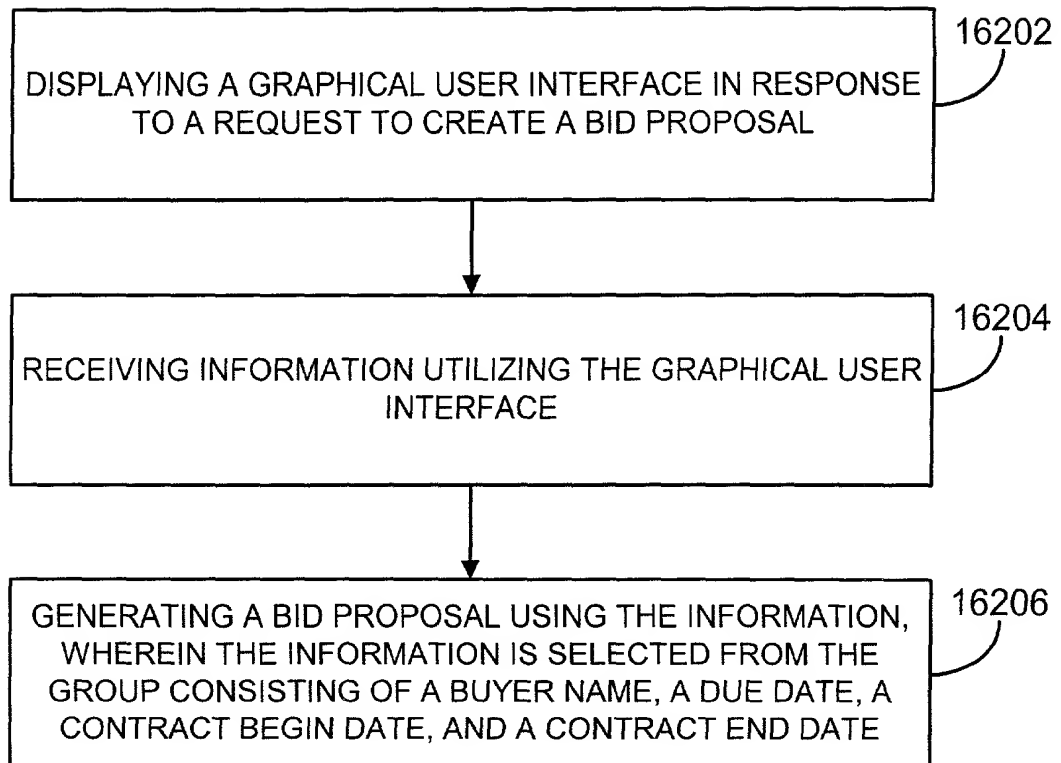 16202
DISPLAYING A GRAPHICAL USER INTERFACE IN RESPONSE
TO A REQUEST TO CREATE A BID PROPOSAL
16204
RECEIVING INFORMATION UTILIZING THE GRAPHICAL USER
INTERFACE
16206
GENERATING A BID PROPOSAL USING THE INFORMATION,
WHEREIN THE INFORMATION IS SELECTED FROM THE
GROUP CONSISTING OF A BUYER NAME, A DUE DATE, A
CONTRACT BEGIN DATE, AND A CONTRACT END DATE